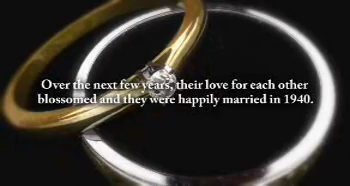 Over the next few years, their love for each other
blossomed and they were happily married in 1940.